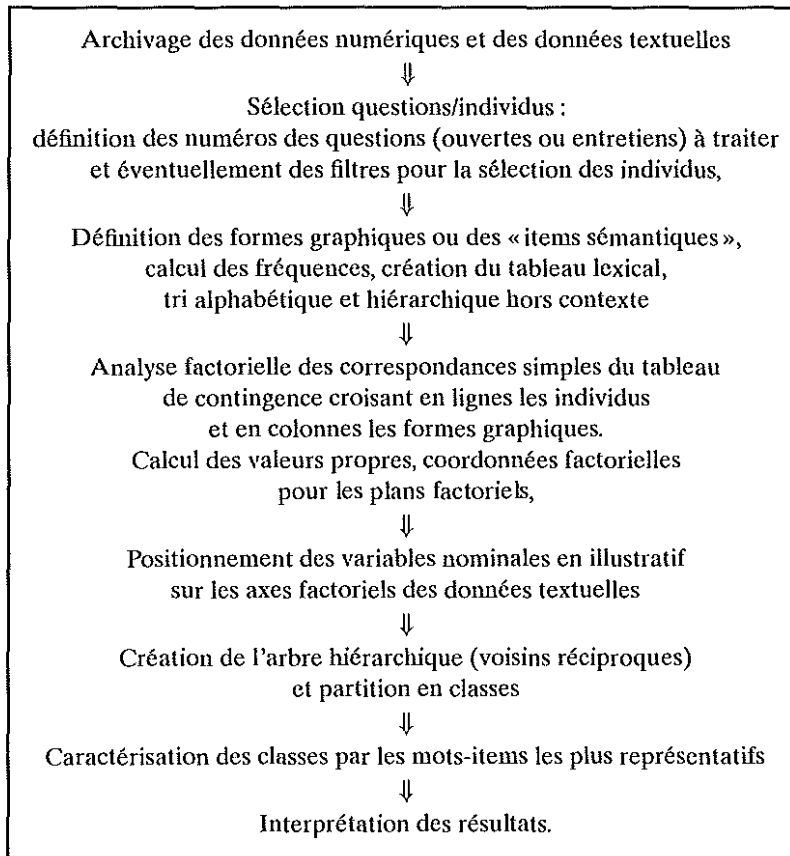 Archivage des données numériques et des données textuelles
⇓
Sélection questions/individus :
définition des numéros des questions (ouvertes ou entretiens) à traiter
et éventuellement des filtres pour la sélection des individus,
⇓
Définition des formes graphiques ou des « items sémantiques »,
calcul des fréquences, création du tableau lexical,
tri alphabétique et hiérarchique hors contexte
⇓
Analyse factorielle des correspondances simples du tableau
de contingence croisant en lignes les individus
et en colonnes les formes graphiques.
Calcul des valeurs propres, coordonnées factorielles
pour les plans factoriels,
⇓
Positionnement des variables nominales en illustratif
sur les axes factoriels des données textuelles
⇓
Création de l'arbre hiérarchique (voisins réciproques)
et partition en classes
⇓
Caractérisation des classes par les mots-items les plus représentatifs
⇓
Interprétation des résultats.